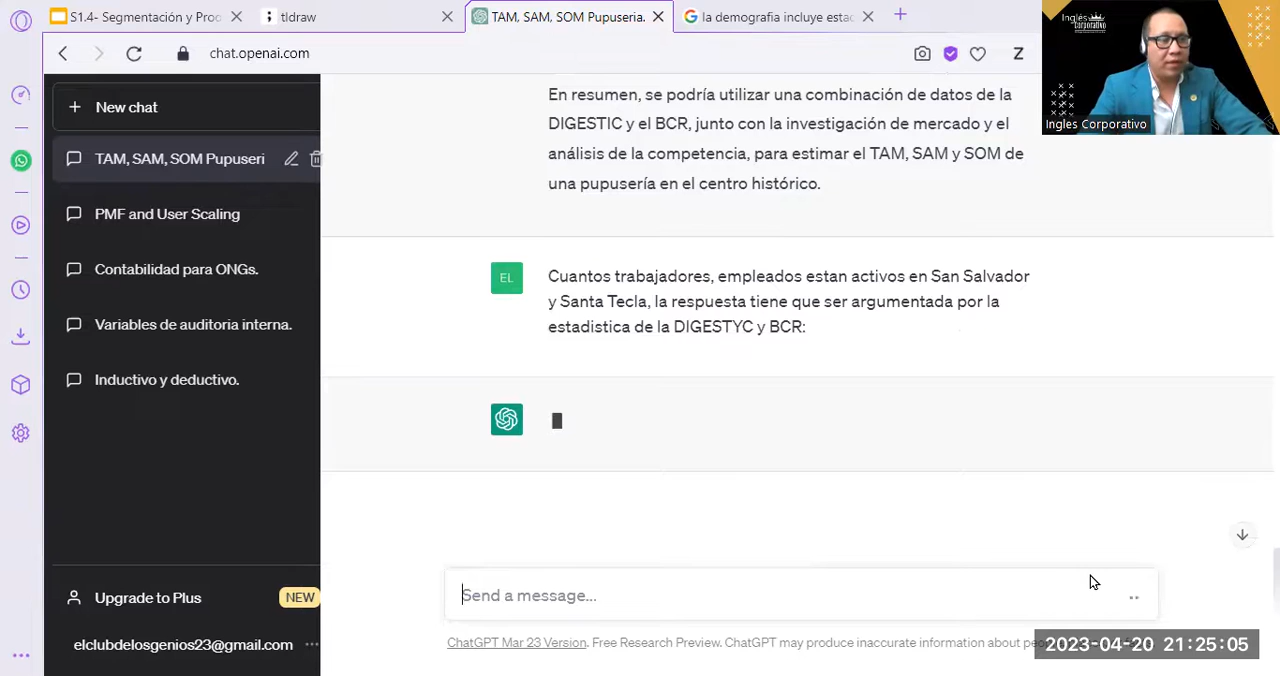 S1.4- Segmentación y Proc
tldraw
TAM, SAM, SOM Pupuseria.
la demografia incluye estac
chat.openai.com
Z
Inglés
Corporativo
Ingles Corporativo
New chat
TAM, SAM, SOM Pupuseri
PMF and User Scaling
Contabilidad para ONGs.
Variables de auditoria interna.
Inductivo y deductivo.
Upgrade to Plus
NEW
elclubdelosgenios23@gmail.com
En resumen, se podría utilizar una combinación de datos de la
DIGESTIC y el BCR, junto con la investigación de mercado y el
análisis de la competencia, para estimar el TAM, SAM y SOM de
una pupusería en el centro histórico.
EL
Cuantos trabajadores, empleados estan activos en San Salvador
y Santa Tecla, la respuesta tiene que ser argumentada por la
estadistica de la DIGESTYC y BCR:
Send a message...
ChatGPT Mar 23 Version. Free Research Preview. ChatGPT may produce inaccurate information about
2023-04-20 21:25:05